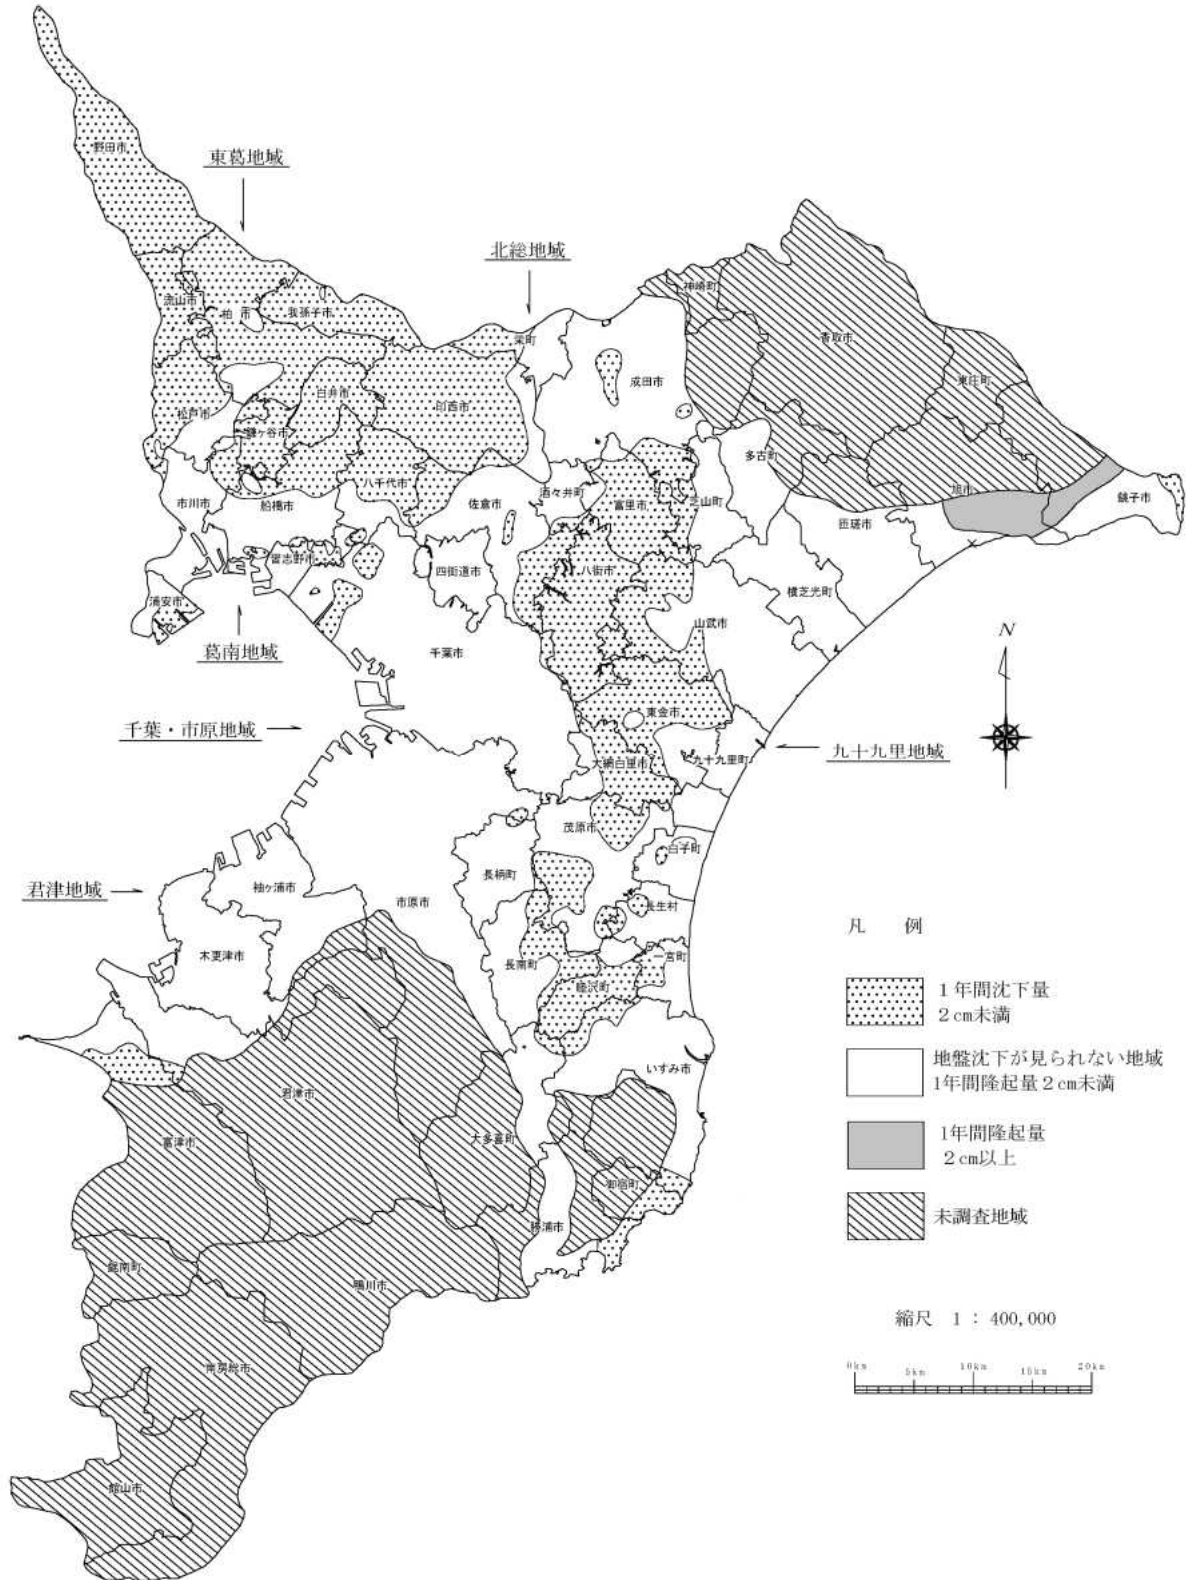 野田市
東葛地域
北総地域
神崎町
流山市
柏市
我孫子市
栄町
香取市
成田市
東庄町
白井市
印西市
松戸市
鎌ケ谷市
多古町
八千代市
旭市
市川市
船橋市
佐倉市
酒々井町
富里市
芝山町
銚子市
匝瑳市
習志野市
四街道市
八街市
横芝光町
浦安市
山武市
葛南地域
千葉市
N
東金市
千葉・市原地域
大網白里市
九十九里町
九十九里地域
茂原市
白子町
長柄町
君津地域
袖ヶ浦市
市原市
長生村
凡 例
木更津市
長南町
一宮町
睦沢町
1年間沈下量
2cm未満
地盤沈下が見られない地域
1年間隆起量2cm未満
いすみ市
君津市
富津市
大多喜町
1年間隆起量
2cm以上
御宿町
勝浦市
未調査地域
鋸南町
鴨川市
縮尺 1 : 400,000
南房総市
0km 5km 10km 15km 20km
館山市